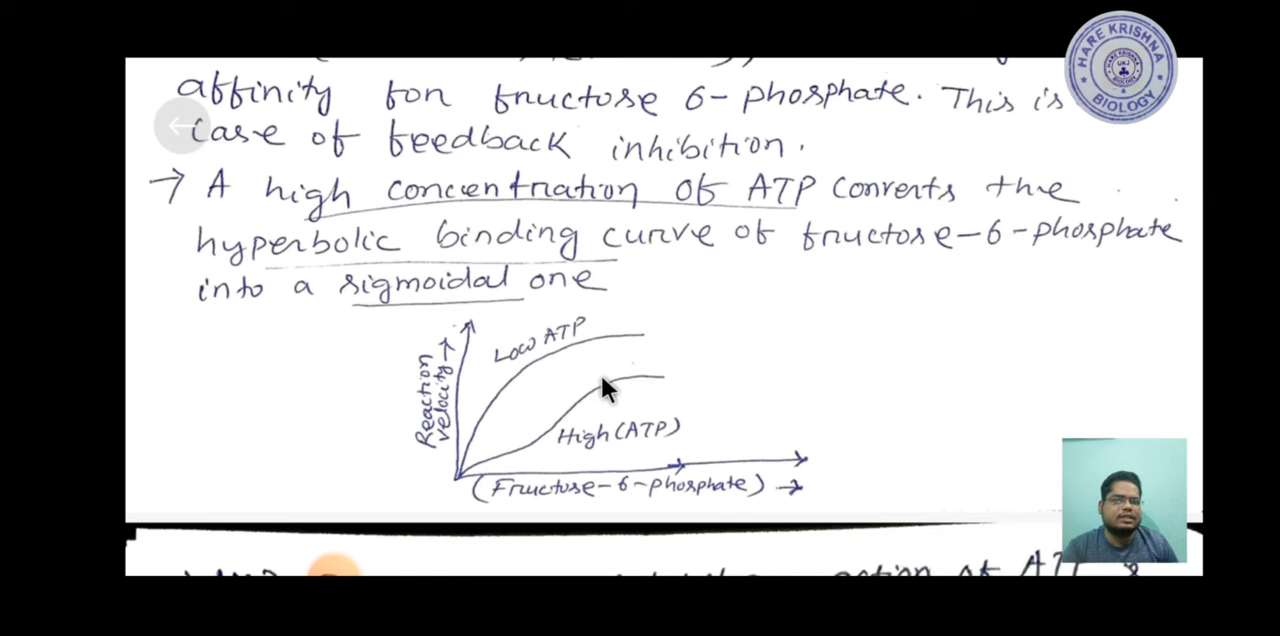 affinity for fructose 6-phosphate. This is
case of feedback inhibition.
→ A high concentration of ATP converts the
hyperbolic binding curve of fructose-6-phosphate
into a sigmoidal one
Low ATP
Reaction velocity →
High (ATP)
(Fructose-6-phosphate) →
HARE KRISHNA
UKJ
BIOLOGY
BIOLOGY